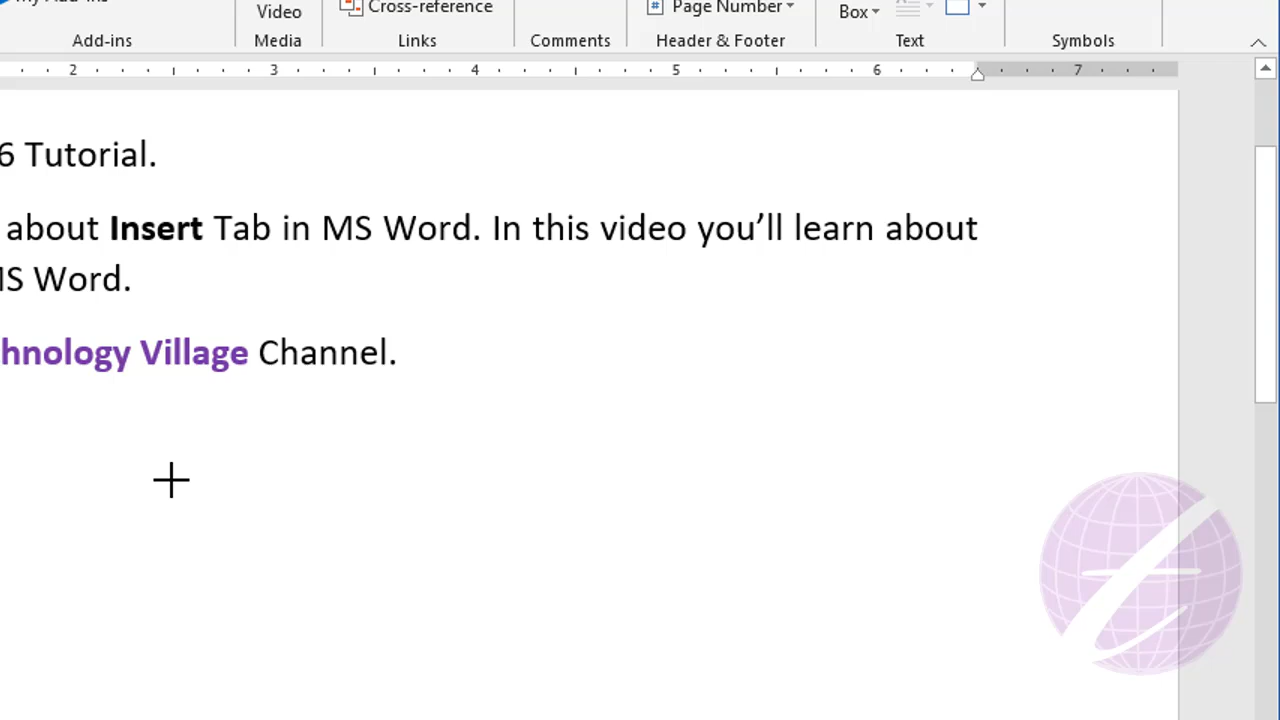 Video
Cross-reference
Page Number
Box
Add-ins
Media
Links
Comments
Header & Footer
Text
Symbols
2 3 4 5 6 7
6 Tutorial.
about Insert Tab in MS Word. In this video you’ll learn about
MS Word.
hnology Village Channel.